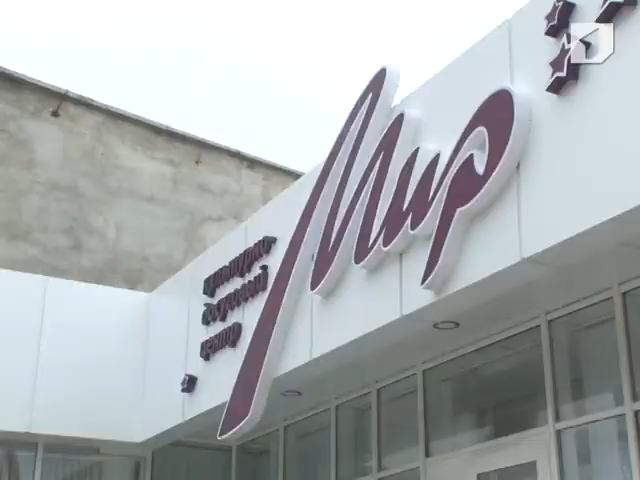 культурно-
досуговый
центр
Мир